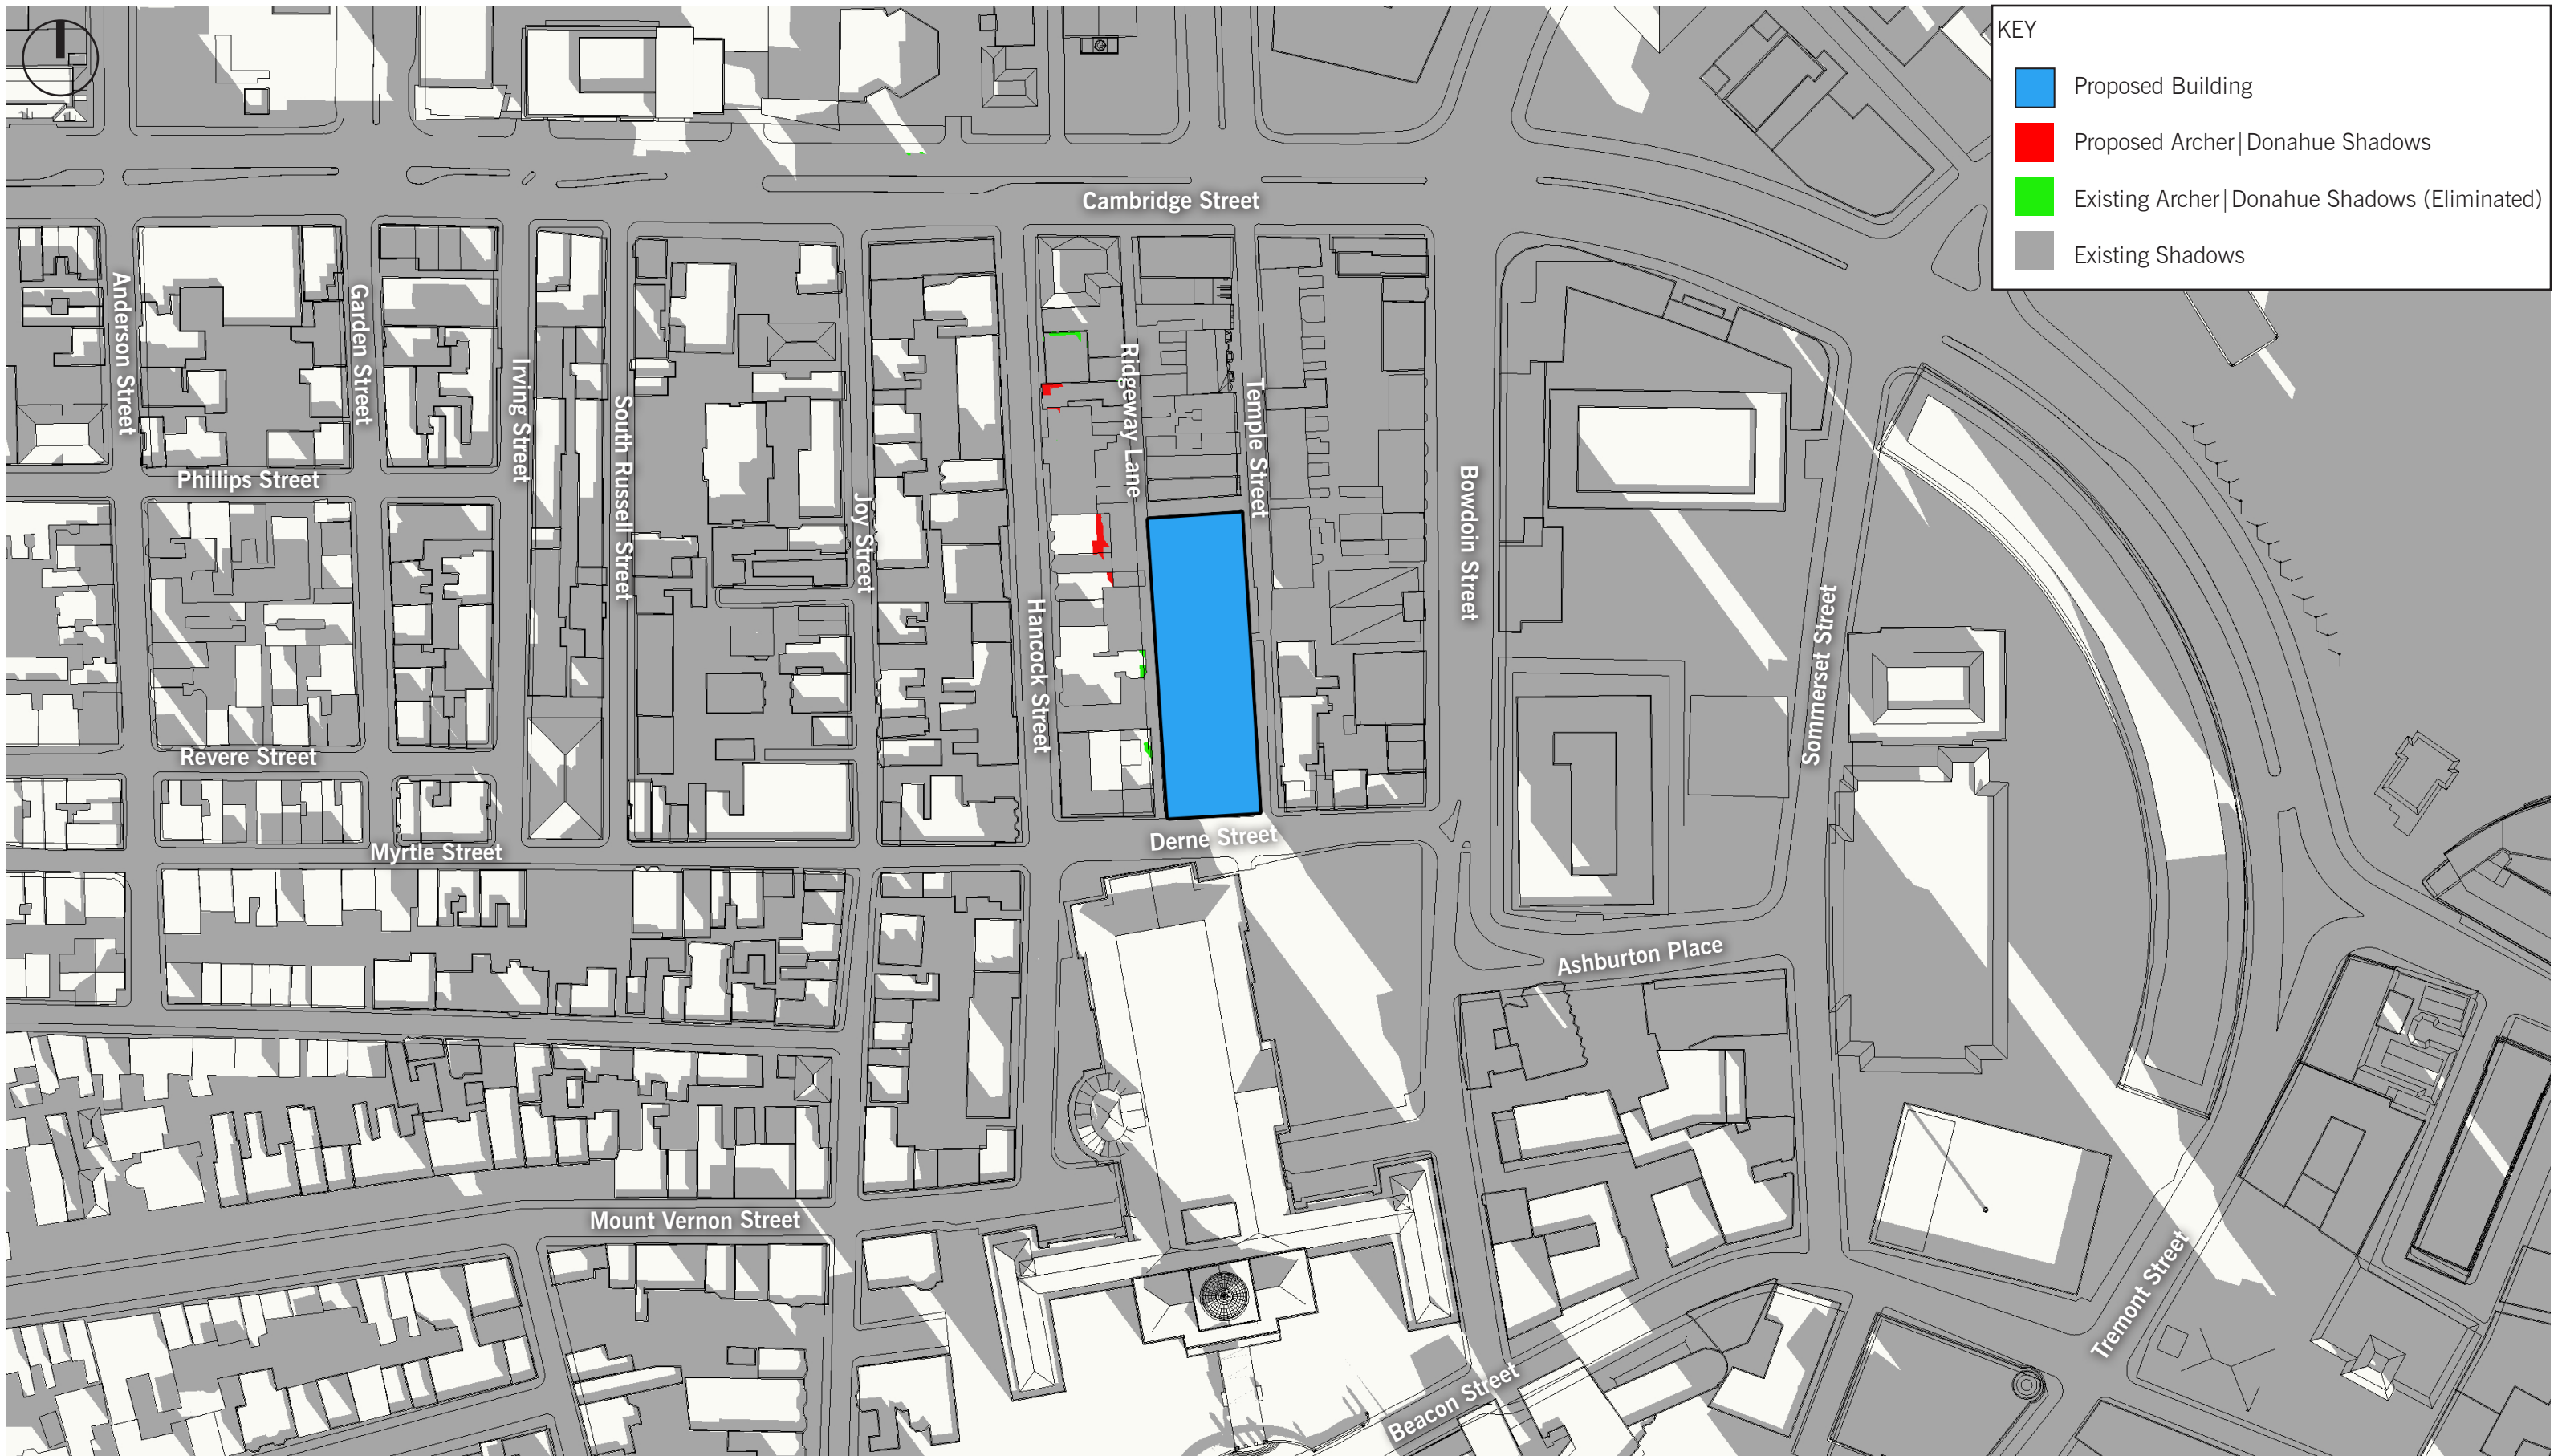 KEY
Proposed Building
Proposed Archer|Donahue Shadows
Existing Archer|Donahue Shadows (Eliminated)
Existing Shadows
Cambridge Street
Anderson Street
Garden Street
Irving Street
South Russell Street
Joy Street
Hancock Street
Ridgeway Lane
Temple Street
Bowdoin Street
Sommerset Street
Phillips Street
Revere Street
Myrtle Street
Derne Street
Ashburton Place
Mount Vernon Street
Beacon Street
Tremont Street